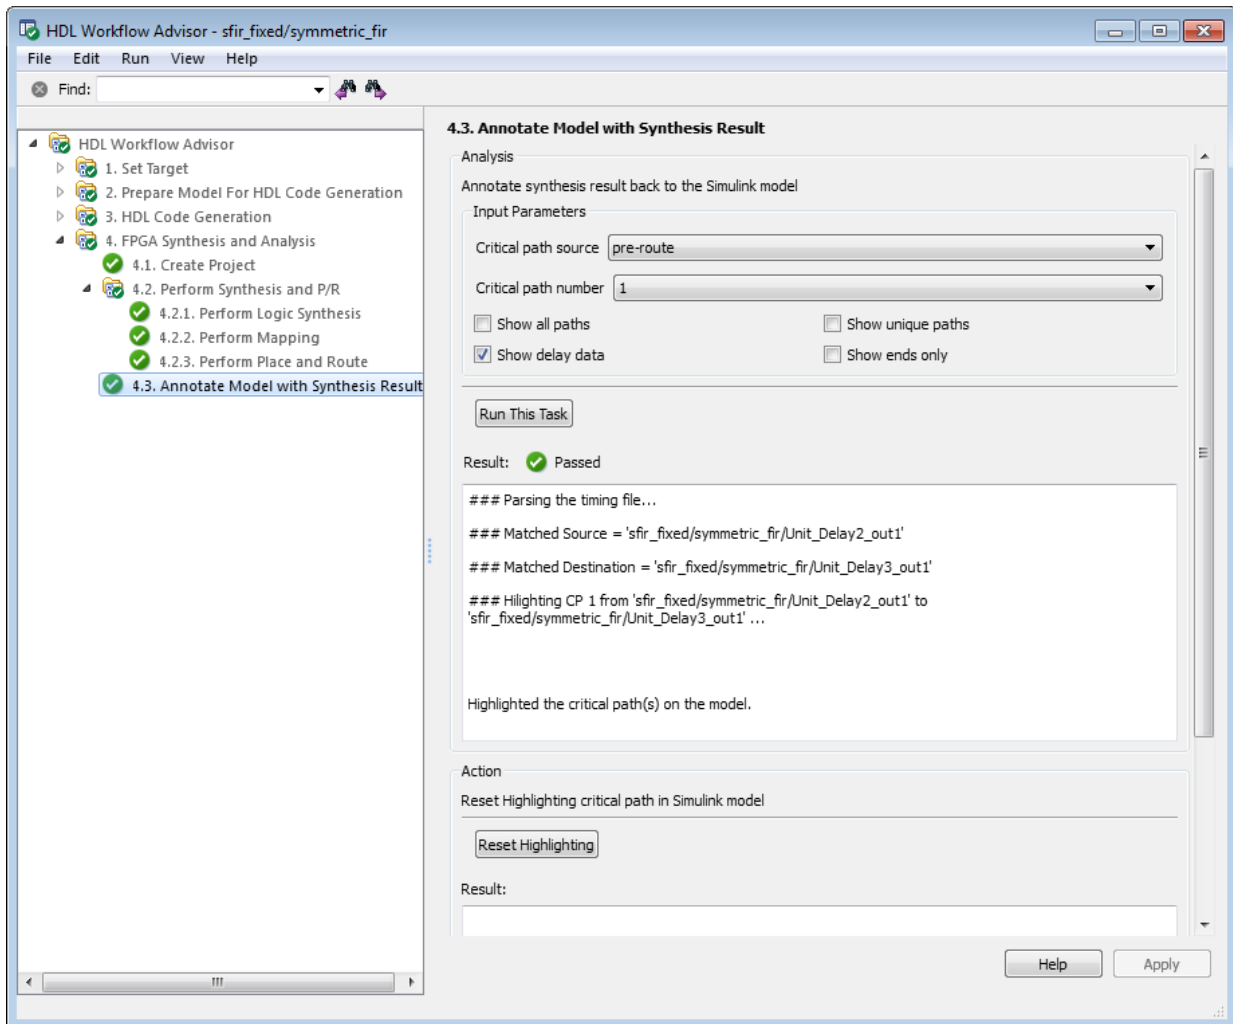 HDL Workflow Advisor - sfir_fixed/symmetric_fir
File Edit Run View Help
Find:
HDL Workflow Advisor
1. Set Target
2. Prepare Model For HDL Code Generation
3. HDL Code Generation
4. FPGA Synthesis and Analysis
4.1. Create Project
4.2. Perform Synthesis and P/R
4.2.1. Perform Logic Synthesis
4.2.2. Perform Mapping
4.2.3. Perform Place and Route
4.3. Annotate Model with Synthesis Result
4.3. Annotate Model with Synthesis Result
Analysis
Annotate synthesis result back to the Simulink model
Input Parameters
Critical path source pre-route
Critical path number 1
Show all paths Show unique paths
Show delay data Show ends only
Run This Task
Result: Passed
### Parsing the timing file...
### Matched Source = 'sfir_fixed/symmetric_fir/Unit_Delay2_out1'
### Matched Destination = 'sfir_fixed/symmetric_fir/Unit_Delay3_out1'
### Hilighting CP 1 from 'sfir_fixed/symmetric_fir/Unit_Delay2_out1' to
'sfir_fixed/symmetric_fir/Unit_Delay3_out1' ...
Highlighted the critical path(s) on the model.
Action
Reset Highlighting critical path in Simulink model
Reset Highlighting
Result:
Help Apply